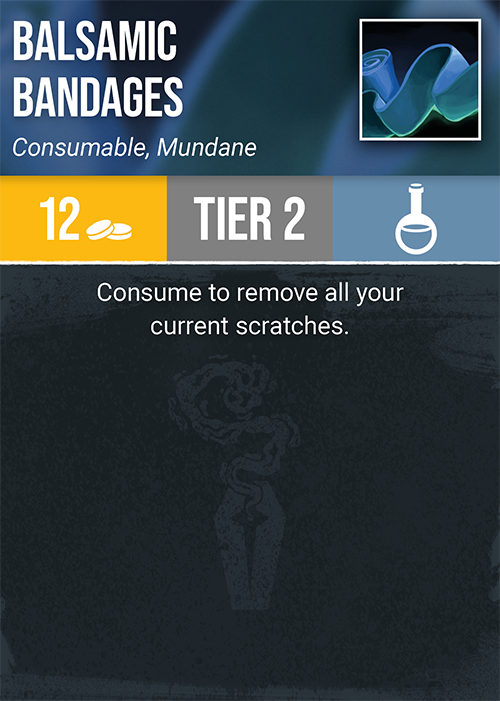 BALSAMIC
BANDAGES
Consumable, Mundane
12
TIER 2
Consume to remove all your
current scratches.